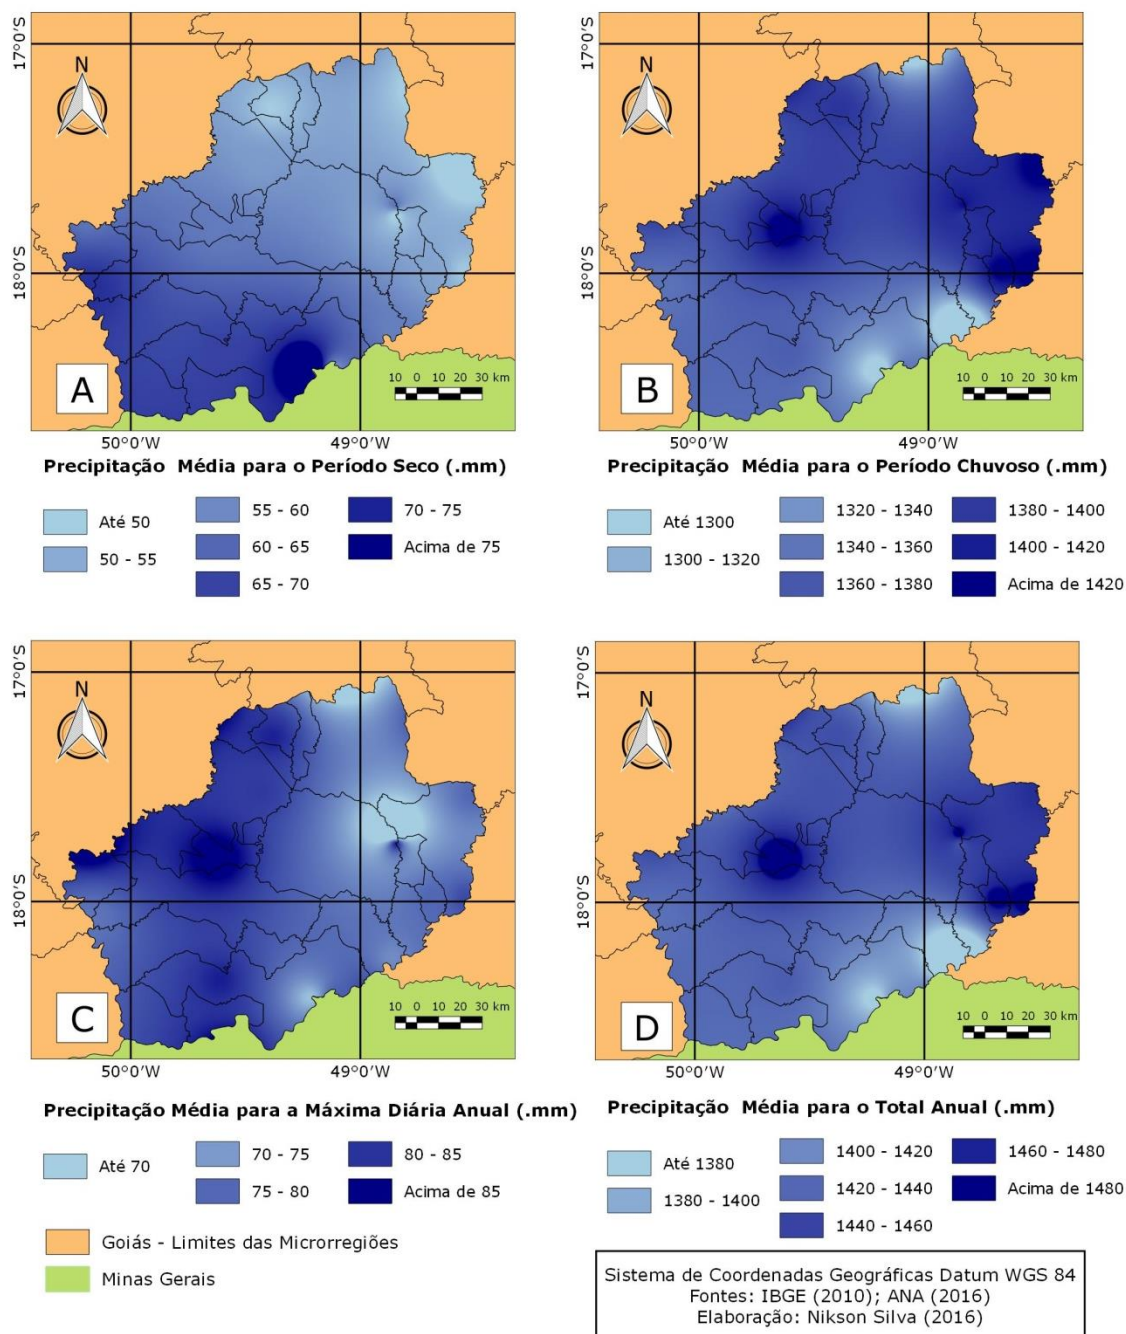 17°0'S
18°0'S
N
A
10 0 10 20 30 km
50°0'W
49°0'W
Precipitação Média para o Período Seco (.mm)
Até 50
50 - 55
55 - 60
60 - 65
65 - 70
70 - 75
Acima de 75
17°0'S
18°0'S
N
B
10 0 10 20 30 km
50°0'W
49°0'W
Precipitação Média para o Período Chuvoso (.mm)
Até 1300
1300 - 1320
1320 - 1340
1340 - 1360
1360 - 1380
1380 - 1400
1400 - 1420
Acima de 1420
17°0'S
18°0'S
N
C
10 0 10 20 30 km
50°0'W
49°0'W
Precipitação Média para a Máxima Diária Anual (.mm)
Até 70
70 - 75
75 - 80
80 - 85
Acima de 85
Goiás - Limites das Microrregiões
Minas Gerais
17°0'S
18°0'S
N
D
10 0 10 20 30 km
50°0'W
49°0'W
Precipitação Média para o Total Anual (.mm)
Até 1380
1380 - 1400
1400 - 1420
1420 - 1440
1440 - 1460
1460 - 1480
Acima de 1480
Sistema de Coordenadas Geográficas Datum WGS 84
Fontes: IBGE (2010); ANA (2016)
Elaboração: Nikson Silva (2016)